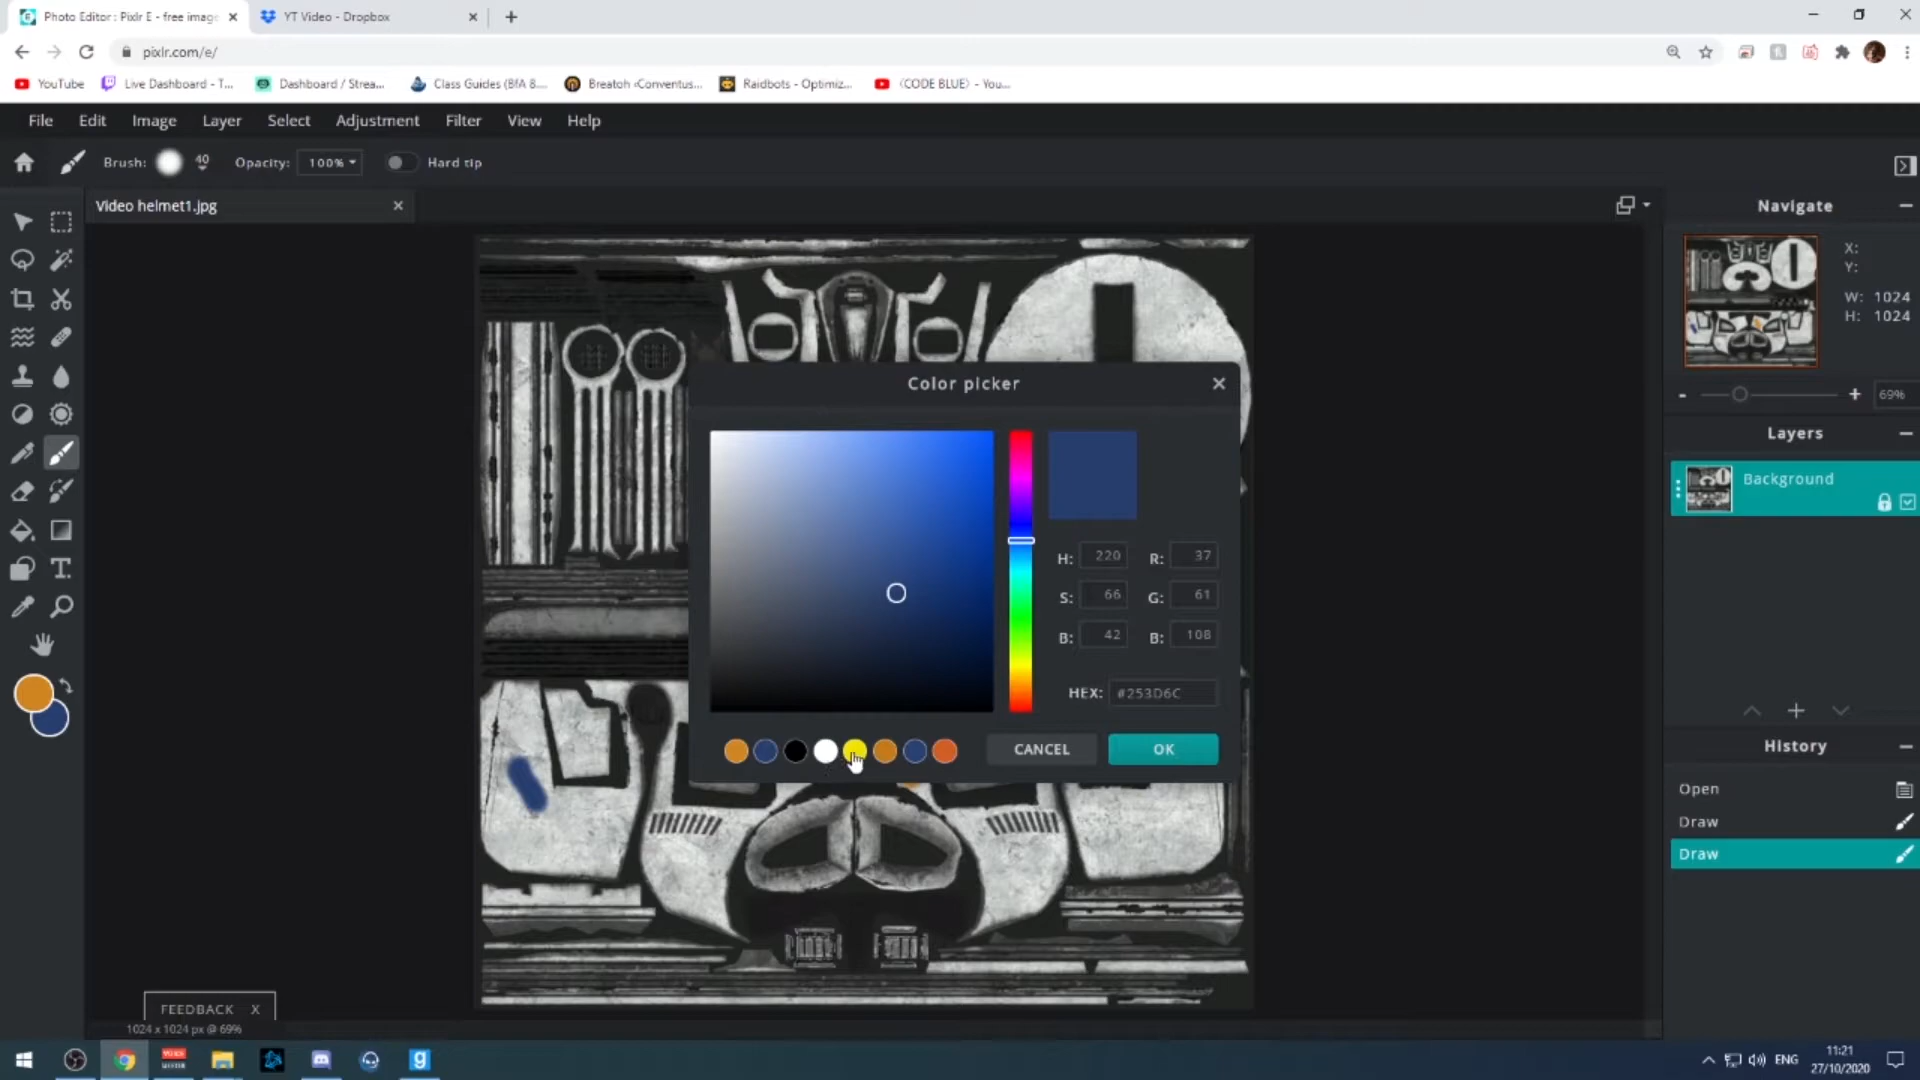 Photo Editor : Pixlr E - free image
YT Video - Dropbox
pixlr.com/e/
YouTube
Live Dashboard - T...
Dashboard / Strea...
Class Guides (BfA 8....
Breatoh ‹Conventus...
Raidbots - Optimiz...
(CODE BLUE) - You...
File
Edit
Image
Layer
Select
Adjustment
Filter
View
Help
Brush:
40
Opacity:
100%
Hard tip
Video helmet1.jpg
Navigate
X:
Y:
W: 1024
H: 1024
69%
Color picker
H: 220
R: 37
S: 66
G: 61
B: 42
B: 108
HEX: #253D6C
CANCEL
OK
Layers
Background
History
Open
Draw
Draw
FEEDBACK X
1024 x 1024 px @ 69%
ENG
11:21
27/10/2020